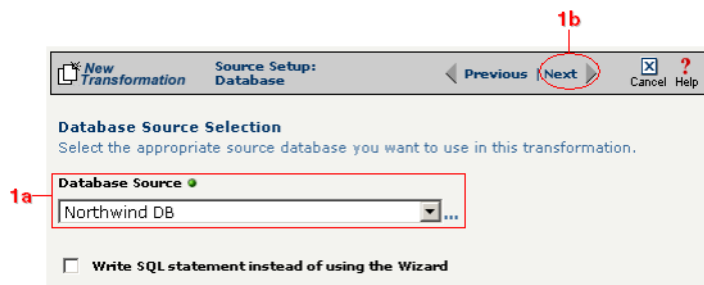 1b
New Transformation
Source Setup: Database
Previous | Next
Cancel
Help
Database Source Selection
Select the appropriate source database you want to use in this transformation.
Database Source
1a
Northwind DB
...
Write SQL statement instead of using the Wizard